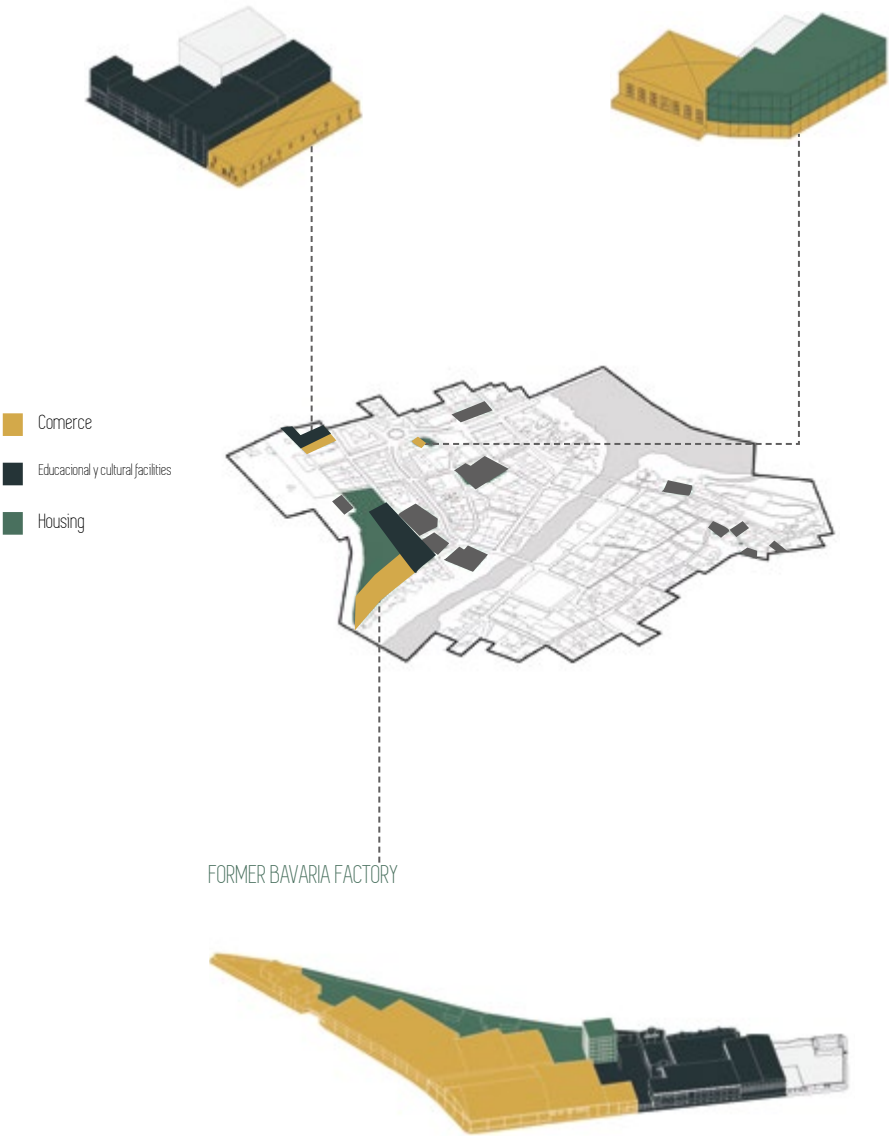 Comerce
Educacional y cultural facilities
Housing
FORMER BAVARIA FACTORY